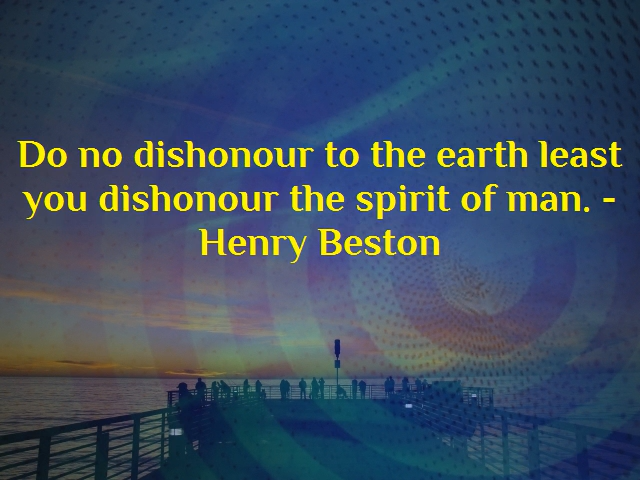 Do no dishonour to the earth least
you dishonour the spirit of man. -
Henry Beston